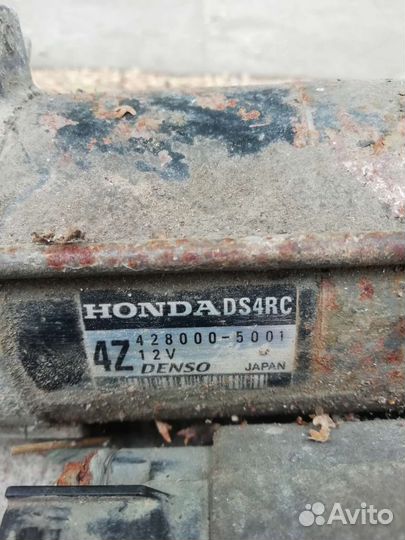 HONDA DS4RC
4Z 428000-5001
12V
DENSO JAPAN
Avito